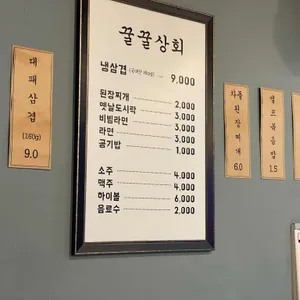 대패삼겹
(160g)
9.0
꿀꿀상회
냉삼겹 9,000
된장찌개 2,000
옛날도시락 3,000
비빔라면 3,000
라면 3,000
공기밥 1,000
소주 4,000
맥주 4,000
하이볼 6,000
음료수 2,000
차돌된장찌개
6.0
셀프볶음밥
1.5